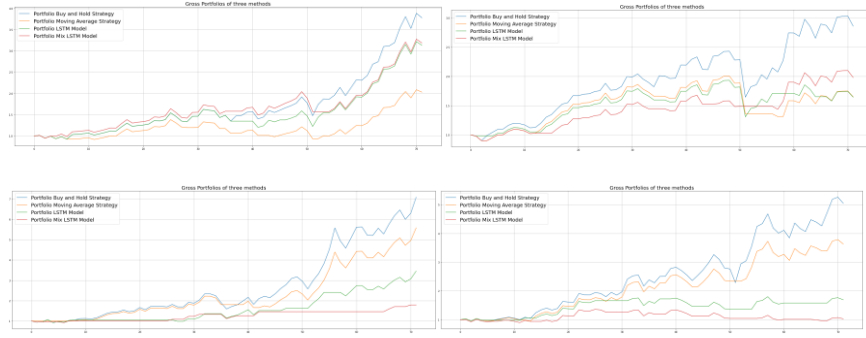 Gross Portfolios of three methods
Portfolio Buy and Hold Strategy
Portfolio Moving Average Strategy
Portfolio LSTM Model
Portfolio Mix LSTM Model
Gross Portfolios of three methods
Portfolio Buy and Hold Strategy
Portfolio Moving Average Strategy
Portfolio LSTM Model
Portfolio Mix LSTM Model
Gross Portfolios of three methods
Portfolio Buy and Hold Strategy
Portfolio Moving Average Strategy
Portfolio LSTM Model
Portfolio Mix LSTM Model
Gross Portfolios of three methods
Portfolio Buy and Hold Strategy
Portfolio Moving Average Strategy
Portfolio LSTM Model
Portfolio Mix LSTM Model